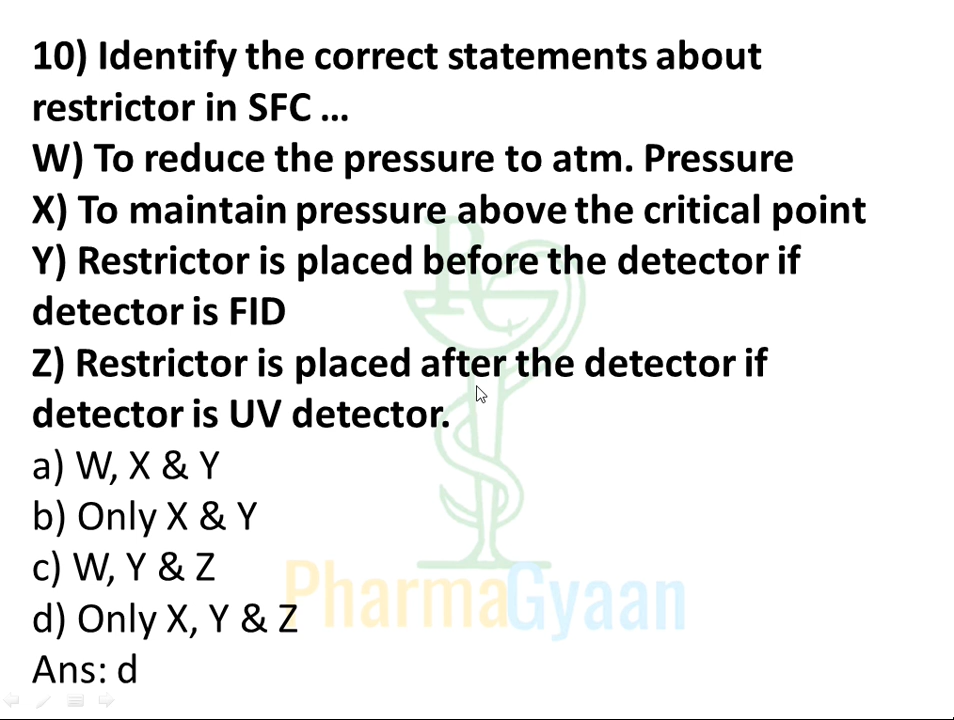 10) Identify the correct statements about
restrictor in SFC ...
W) To reduce the pressure to atm. Pressure
X) To maintain pressure above the critical point
Y) Restrictor is placed before the detector if
detector is FID
Z) Restrictor is placed after the detector if
detector is UV detector.
a) W, X & Y
b) Only X & Y
c) W, Y & Z
d) Only X, Y & Z
Ans: d
PharmaGyaan